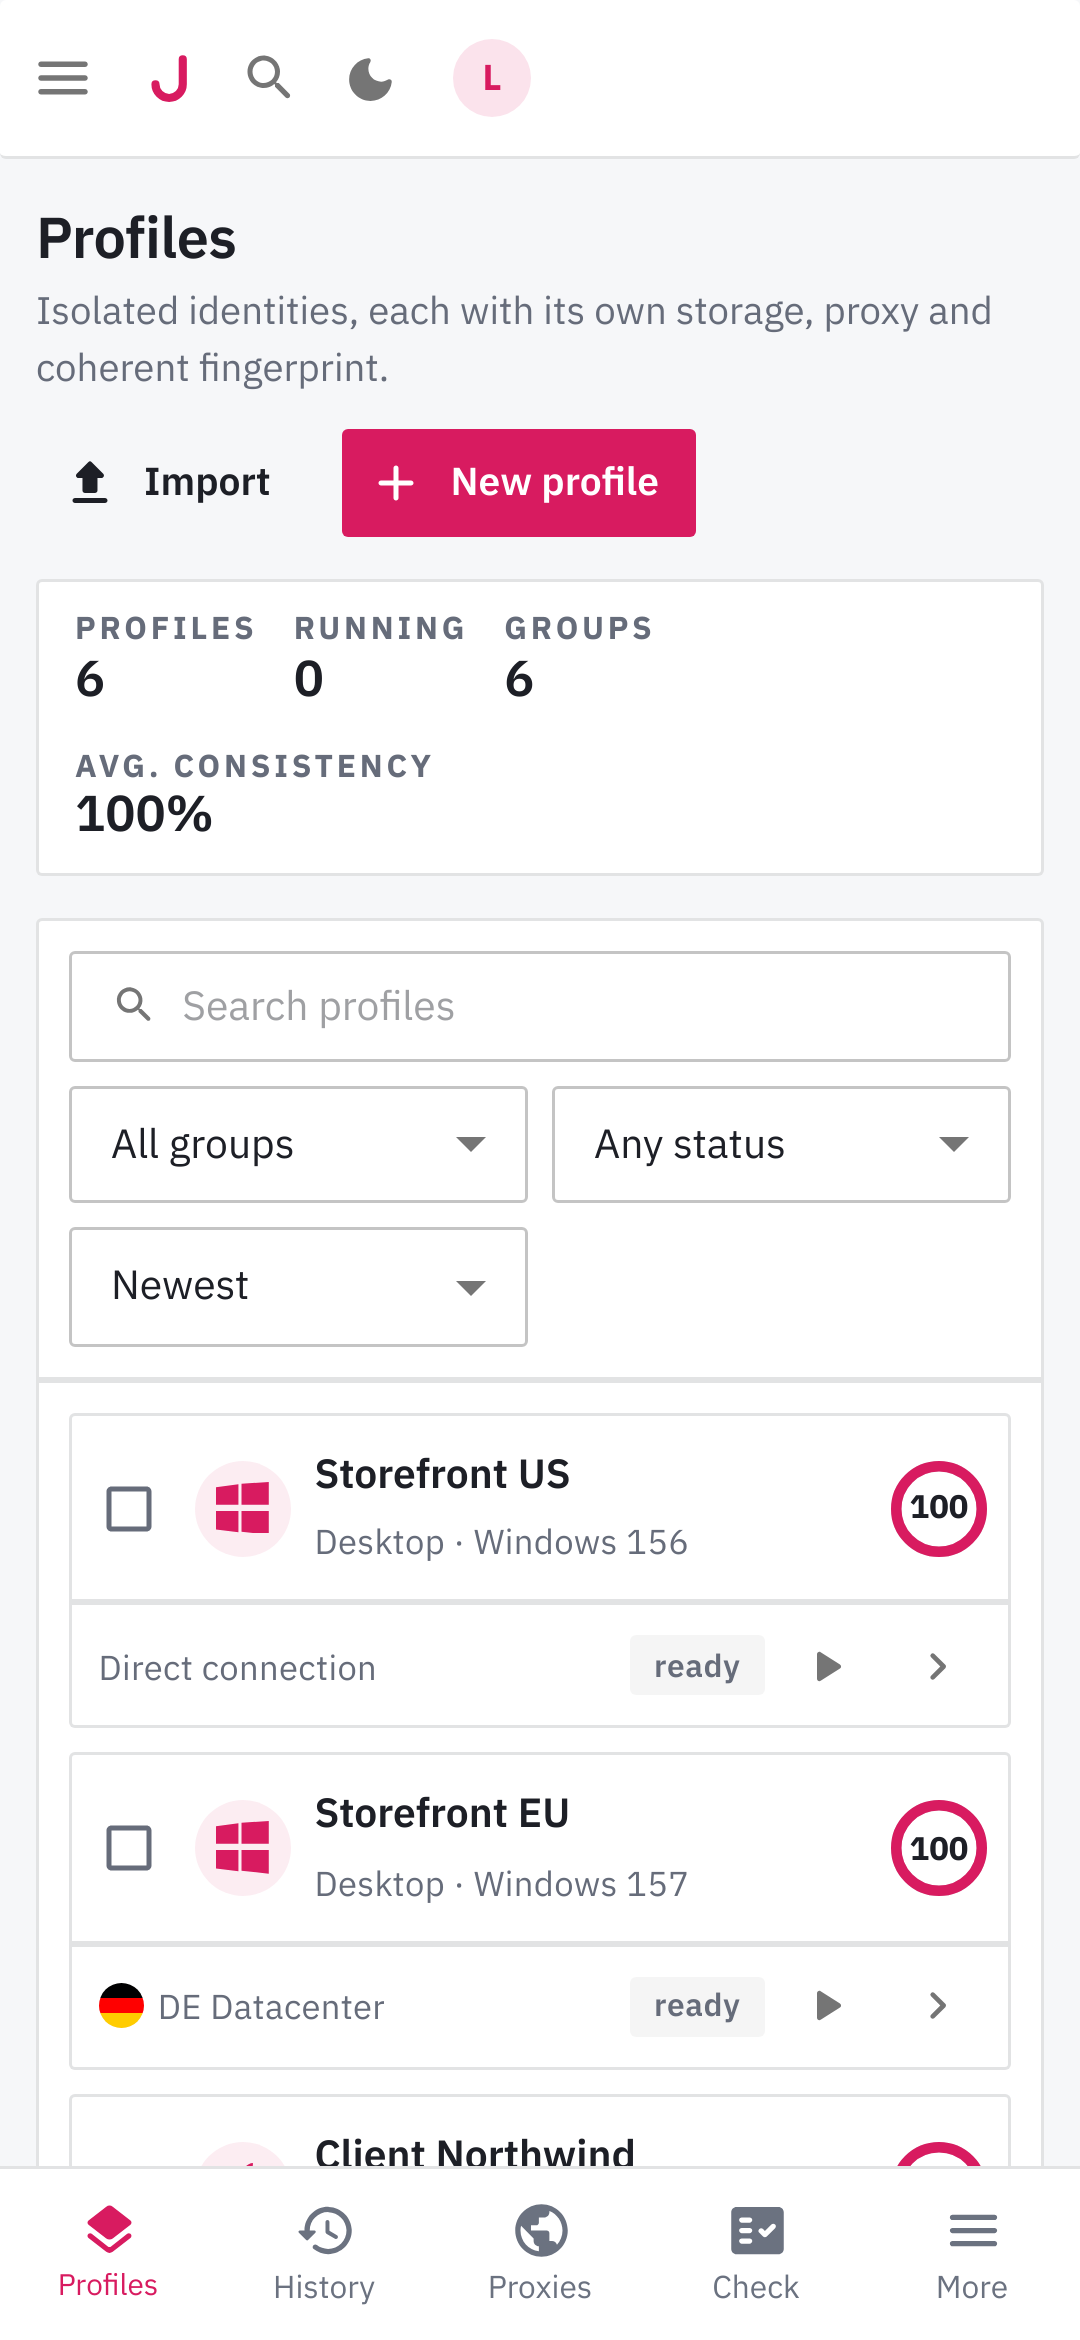 L
Profiles
Isolated identities, each with its own storage, proxy and
coherent fingerprint.
Import
New profile
PROFILES RUNNING GROUPS
6 0 6
AVG. CONSISTENCY
100%
Search profiles
All groups
Any status
Newest
Storefront US
Desktop · Windows 156
100
Direct connection
ready
Storefront EU
Desktop · Windows 157
100
DE Datacenter
ready
Client Northwind
Profiles
History
Proxies
Check
More